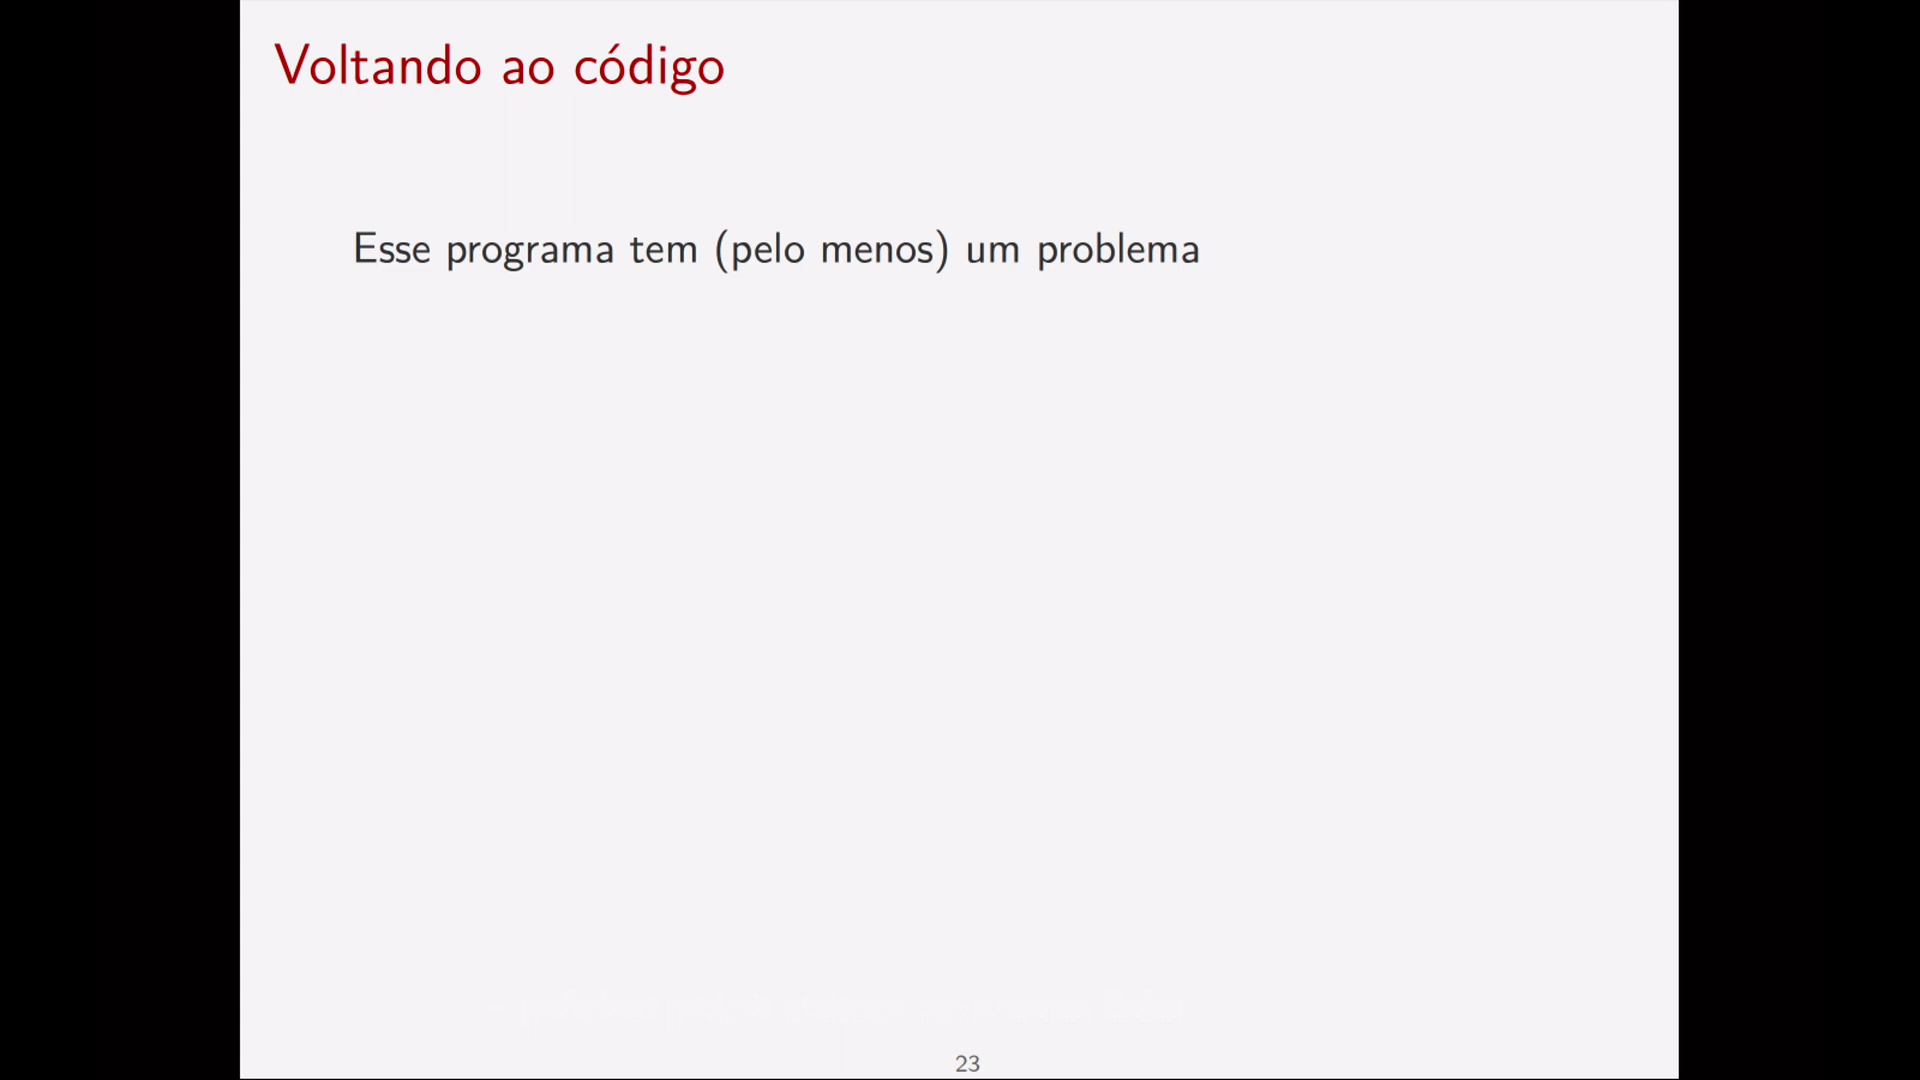 Voltando ao código
Esse programa tem (pelo menos) um problema
23